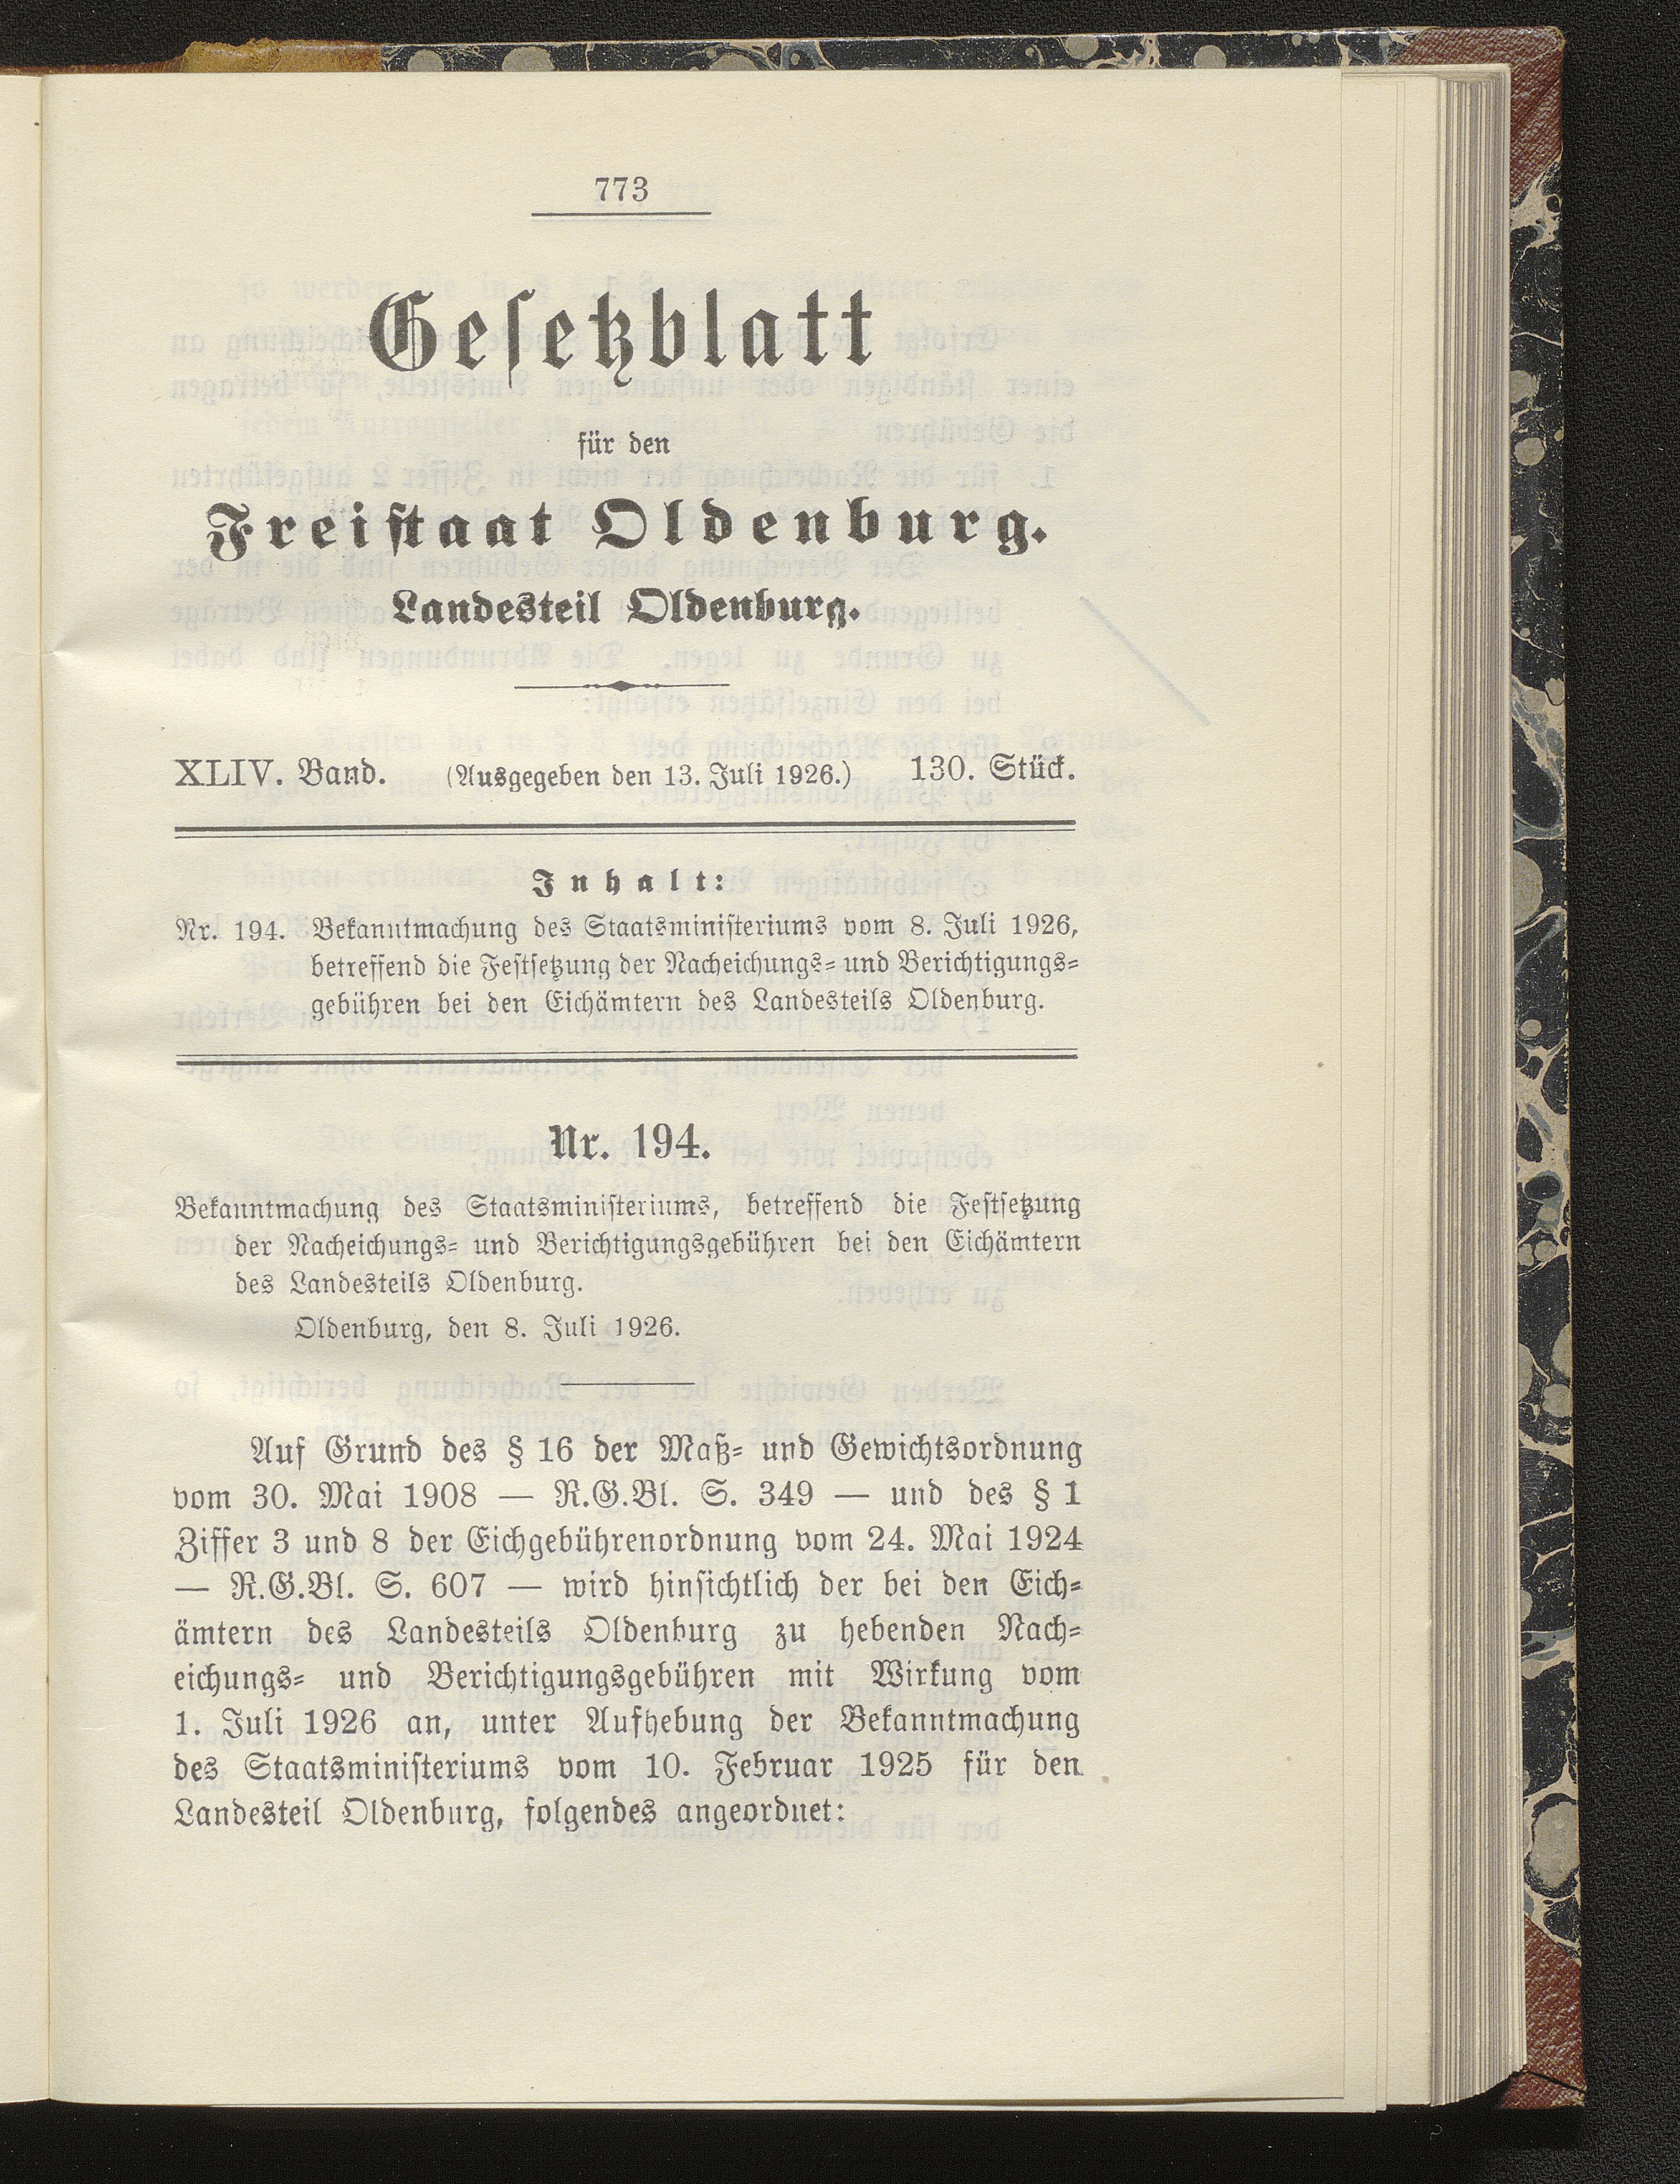 773
Gesetzblatt
für den
Freistaat Oldenburg.
Landesteil Oldenburg.
XLIV. Band. (Ausgegeben den 13. Juli 1926.) 130. Stück.
Inhalt:
Nr. 194. Bekanntmachung des Staatsministeriums vom 8. Juli 1926,
betreffend die Festsetzung der Nacheichungs- und Berichtigungs-
gebühren bei den Eichämtern des Landesteils Oldenburg.
Nr. 194.
Bekanntmachung des Staatsministeriums, betreffend die Festsetzung
der Nacheichungs- und Berichtigungsgebühren bei den Eichämtern
des Landesteils Oldenburg.
Oldenburg, den 8. Juli 1926.
Auf Grund des § 16 der Maß- und Gewichtsordnung
vom 30. Mai 1908 — R.G.Bl. S. 349 — und des § 1
Ziffer 3 und 8 der Eichgebührenordnung vom 24. Mai 1924
— R.G.Bl. S. 607 — wird hinsichtlich der bei den Eich-
ämtern des Landesteils Oldenburg zu hebenden Nach-
eichungs- und Berichtigungsgebühren mit Wirkung vom
1. Juli 1926 an, unter Aufhebung der Bekanntmachung
des Staatsministeriums vom 10. Februar 1925 für den
Landesteil Oldenburg, folgendes angeordnet: